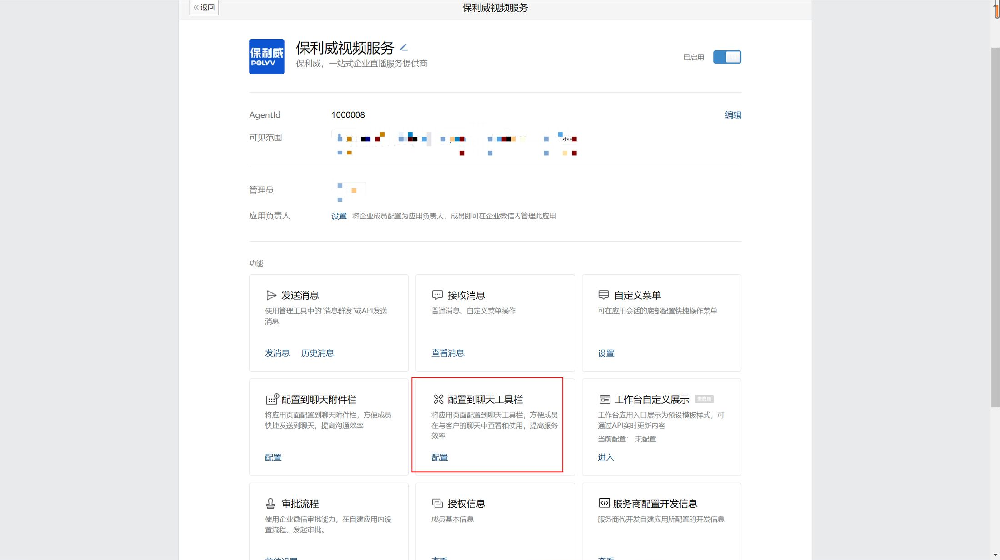 返回
保利威视频服务
保利威
POLYV
保利威视频服务
保利威，一站式企业直播服务提供商
已启用
AgentId 1000008 编辑
可见范围
管理员
应用负责人 设置 将企业成员配置为应用负责人，成员即可在企业微信内管理此应用
功能
发送消息
使用管理工具中的“消息群发”或API发送
消息
发消息 历史消息
接收消息
普通消息、自定义菜单操作
查看消息
自定义菜单
可在应用会话的底部配置快捷操作菜单
设置
配置到聊天附件栏
将应用页面配置到聊天附件栏，方便成员
快捷发送到聊天，提高沟通效率
配置
配置到聊天工具栏
将应用页面配置到聊天工具栏，方便成员
在与客户的聊天中查看和使用，提高服务
效率
配置
工作台自定义展示 未启用
工作台应用入口展示为预设模板样式，可
通过API实时更新内容
当前配置： 未配置
进入
审批流程
使用企业微信审批能力，在自建应用内设
置流程、发起审批。
授权信息
成员基本信息
服务商配置开发信息
服务商代开发自建应用所配置的开发信息